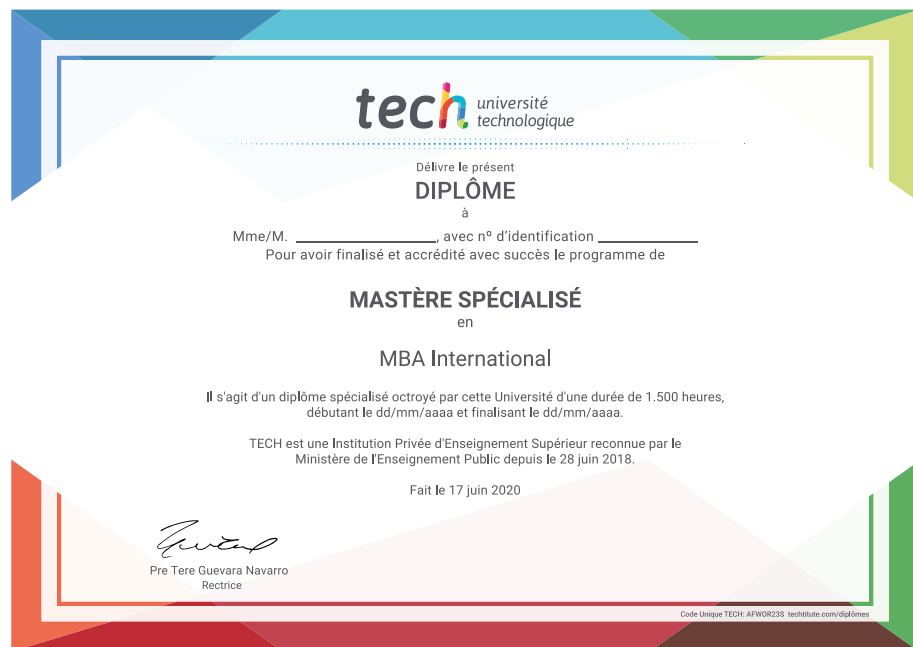 tech université
technologique
Délivre le présent
DIPLÔME
à
Mme/M. ____________, avec nº d'identification ____________
Pour avoir finalisé et accrédité avec succès le programme de
MASTÈRE SPÉCIALISÉ
en
MBA International
Il s'agit d'un diplôme spécialisé octroyé par cette Université d'une durée de 1.500 heures,
débutant le dd/mm/aaaa et finalisant le dd/mm/aaaa.
TECH est une Institution Privée d'Enseignement Supérieur reconnue par le
Ministère de l'Enseignement Public depuis le 28 juin 2018.
Fait le 17 juin 2020
Pre Tere Guevara Navarro
Rectrice
Code Unique TECH: AFWOR23S techtitute.com/diplômes